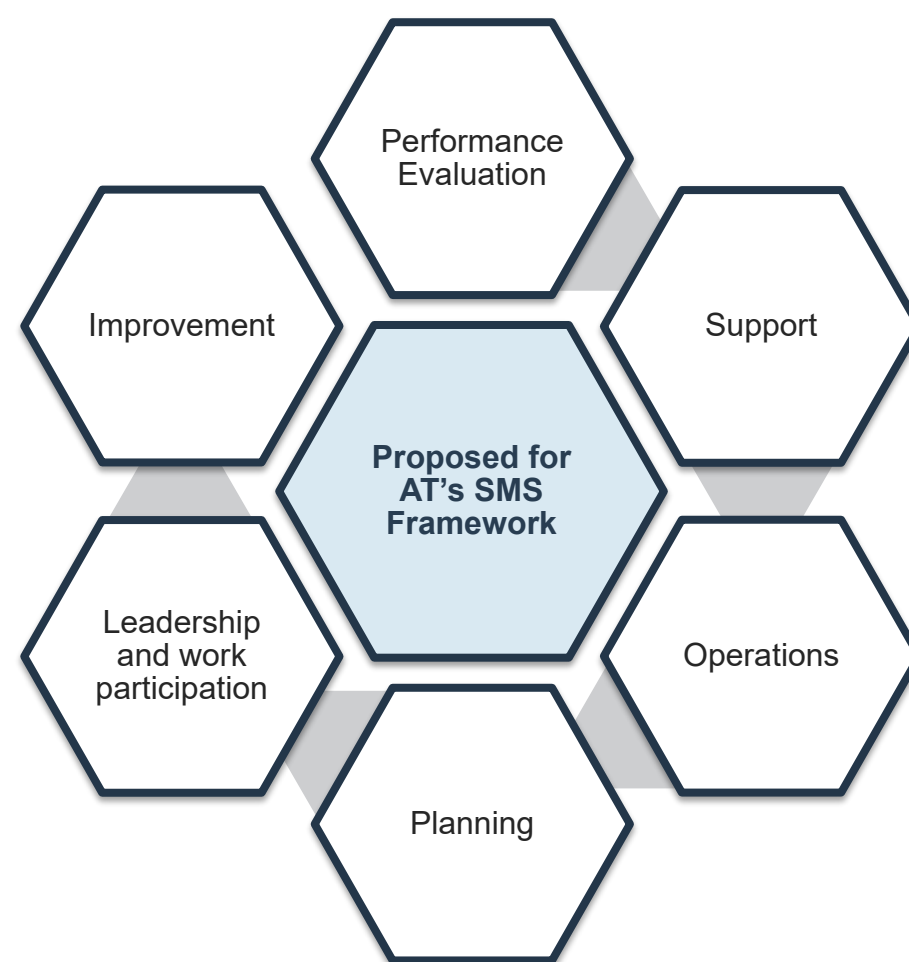 Performance
Evaluation
Improvement
Support
Proposed for
AT's SMS
Framework
Leadership
and work
participation
Operations
Planning